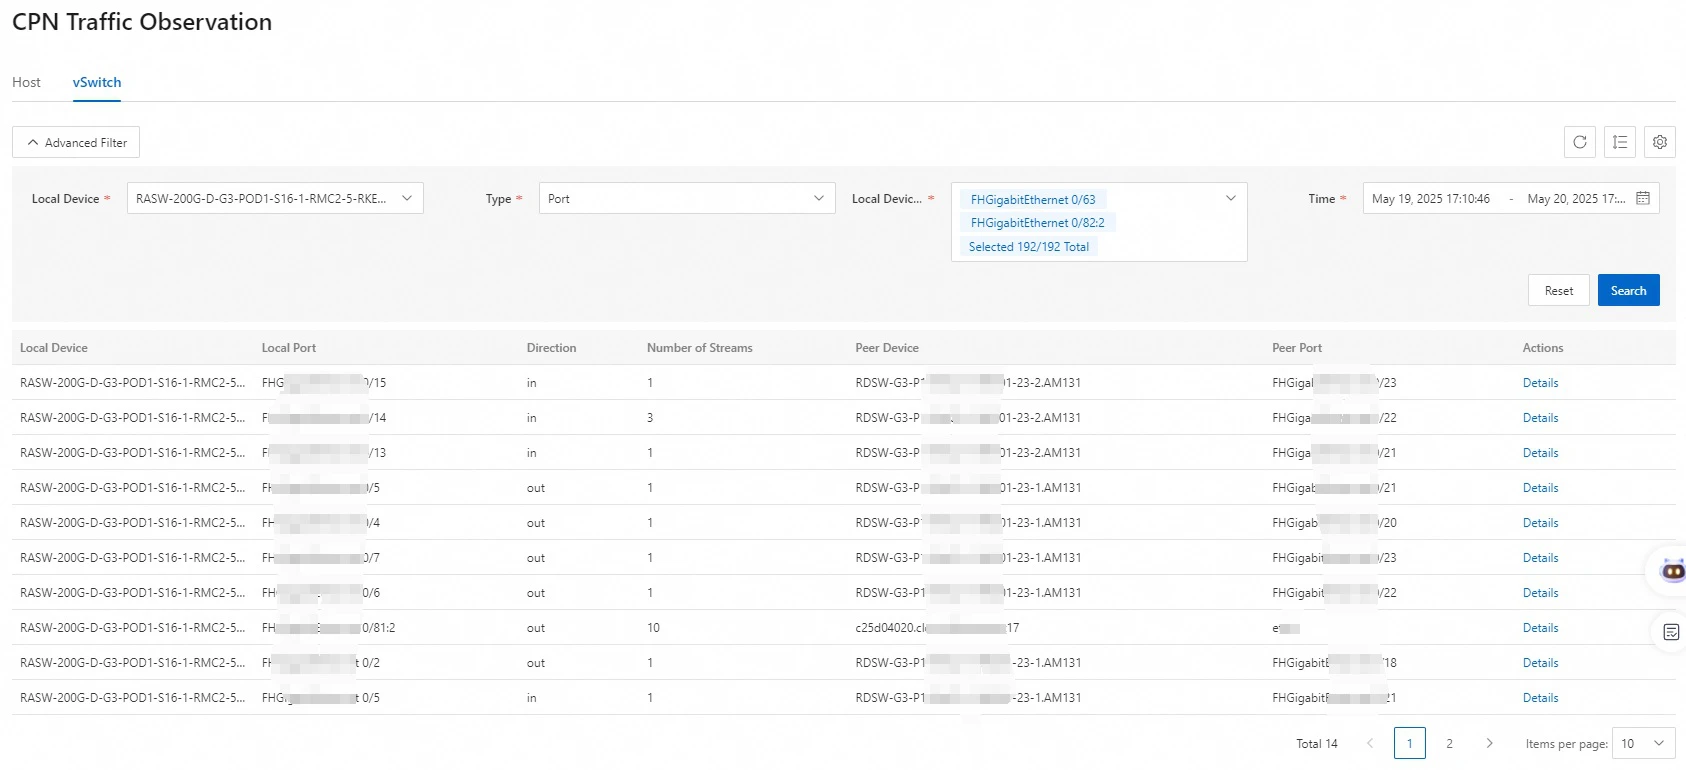 CPN Traffic Observation
Host vSwitch
Advanced Filter
Local Device * RASW-200G-D-G3-POD1-S16-1-RMC2-5-RKE... Type * Port Local Devic... * FHGigabitEthernet 0/63 Time * May 19, 2025 17:10:46 - May 20, 2025 17:...
FHGigabitEthernet 0/82:2
Selected 192/192 Total
Reset Search
Local Device Local Port Direction Number of Streams Peer Device Peer Port Actions
RASW-200G-D-G3-POD1-S16-1-RMC2-5... in 1 Details
RASW-200G-D-G3-POD1-S16-1-RMC2-5... in 3 Details
RASW-200G-D-G3-POD1-S16-1-RMC2-5... in 1 Details
RASW-200G-D-G3-POD1-S16-1-RMC2-5... out 1 Details
RASW-200G-D-G3-POD1-S16-1-RMC2-5... out 1 Details
RASW-200G-D-G3-POD1-S16-1-RMC2-5... out 1 Details
RASW-200G-D-G3-POD1-S16-1-RMC2-5... out 1 Details
RASW-200G-D-G3-POD1-S16-1-RMC2-5... 0/81:2 out 10 Details
RASW-200G-D-G3-POD1-S16-1-RMC2-5... 0/2 out 1 Details
RASW-200G-D-G3-POD1-S16-1-RMC2-5... 0/5 in 1 Details
Total 14 1 2 Items per page: 10